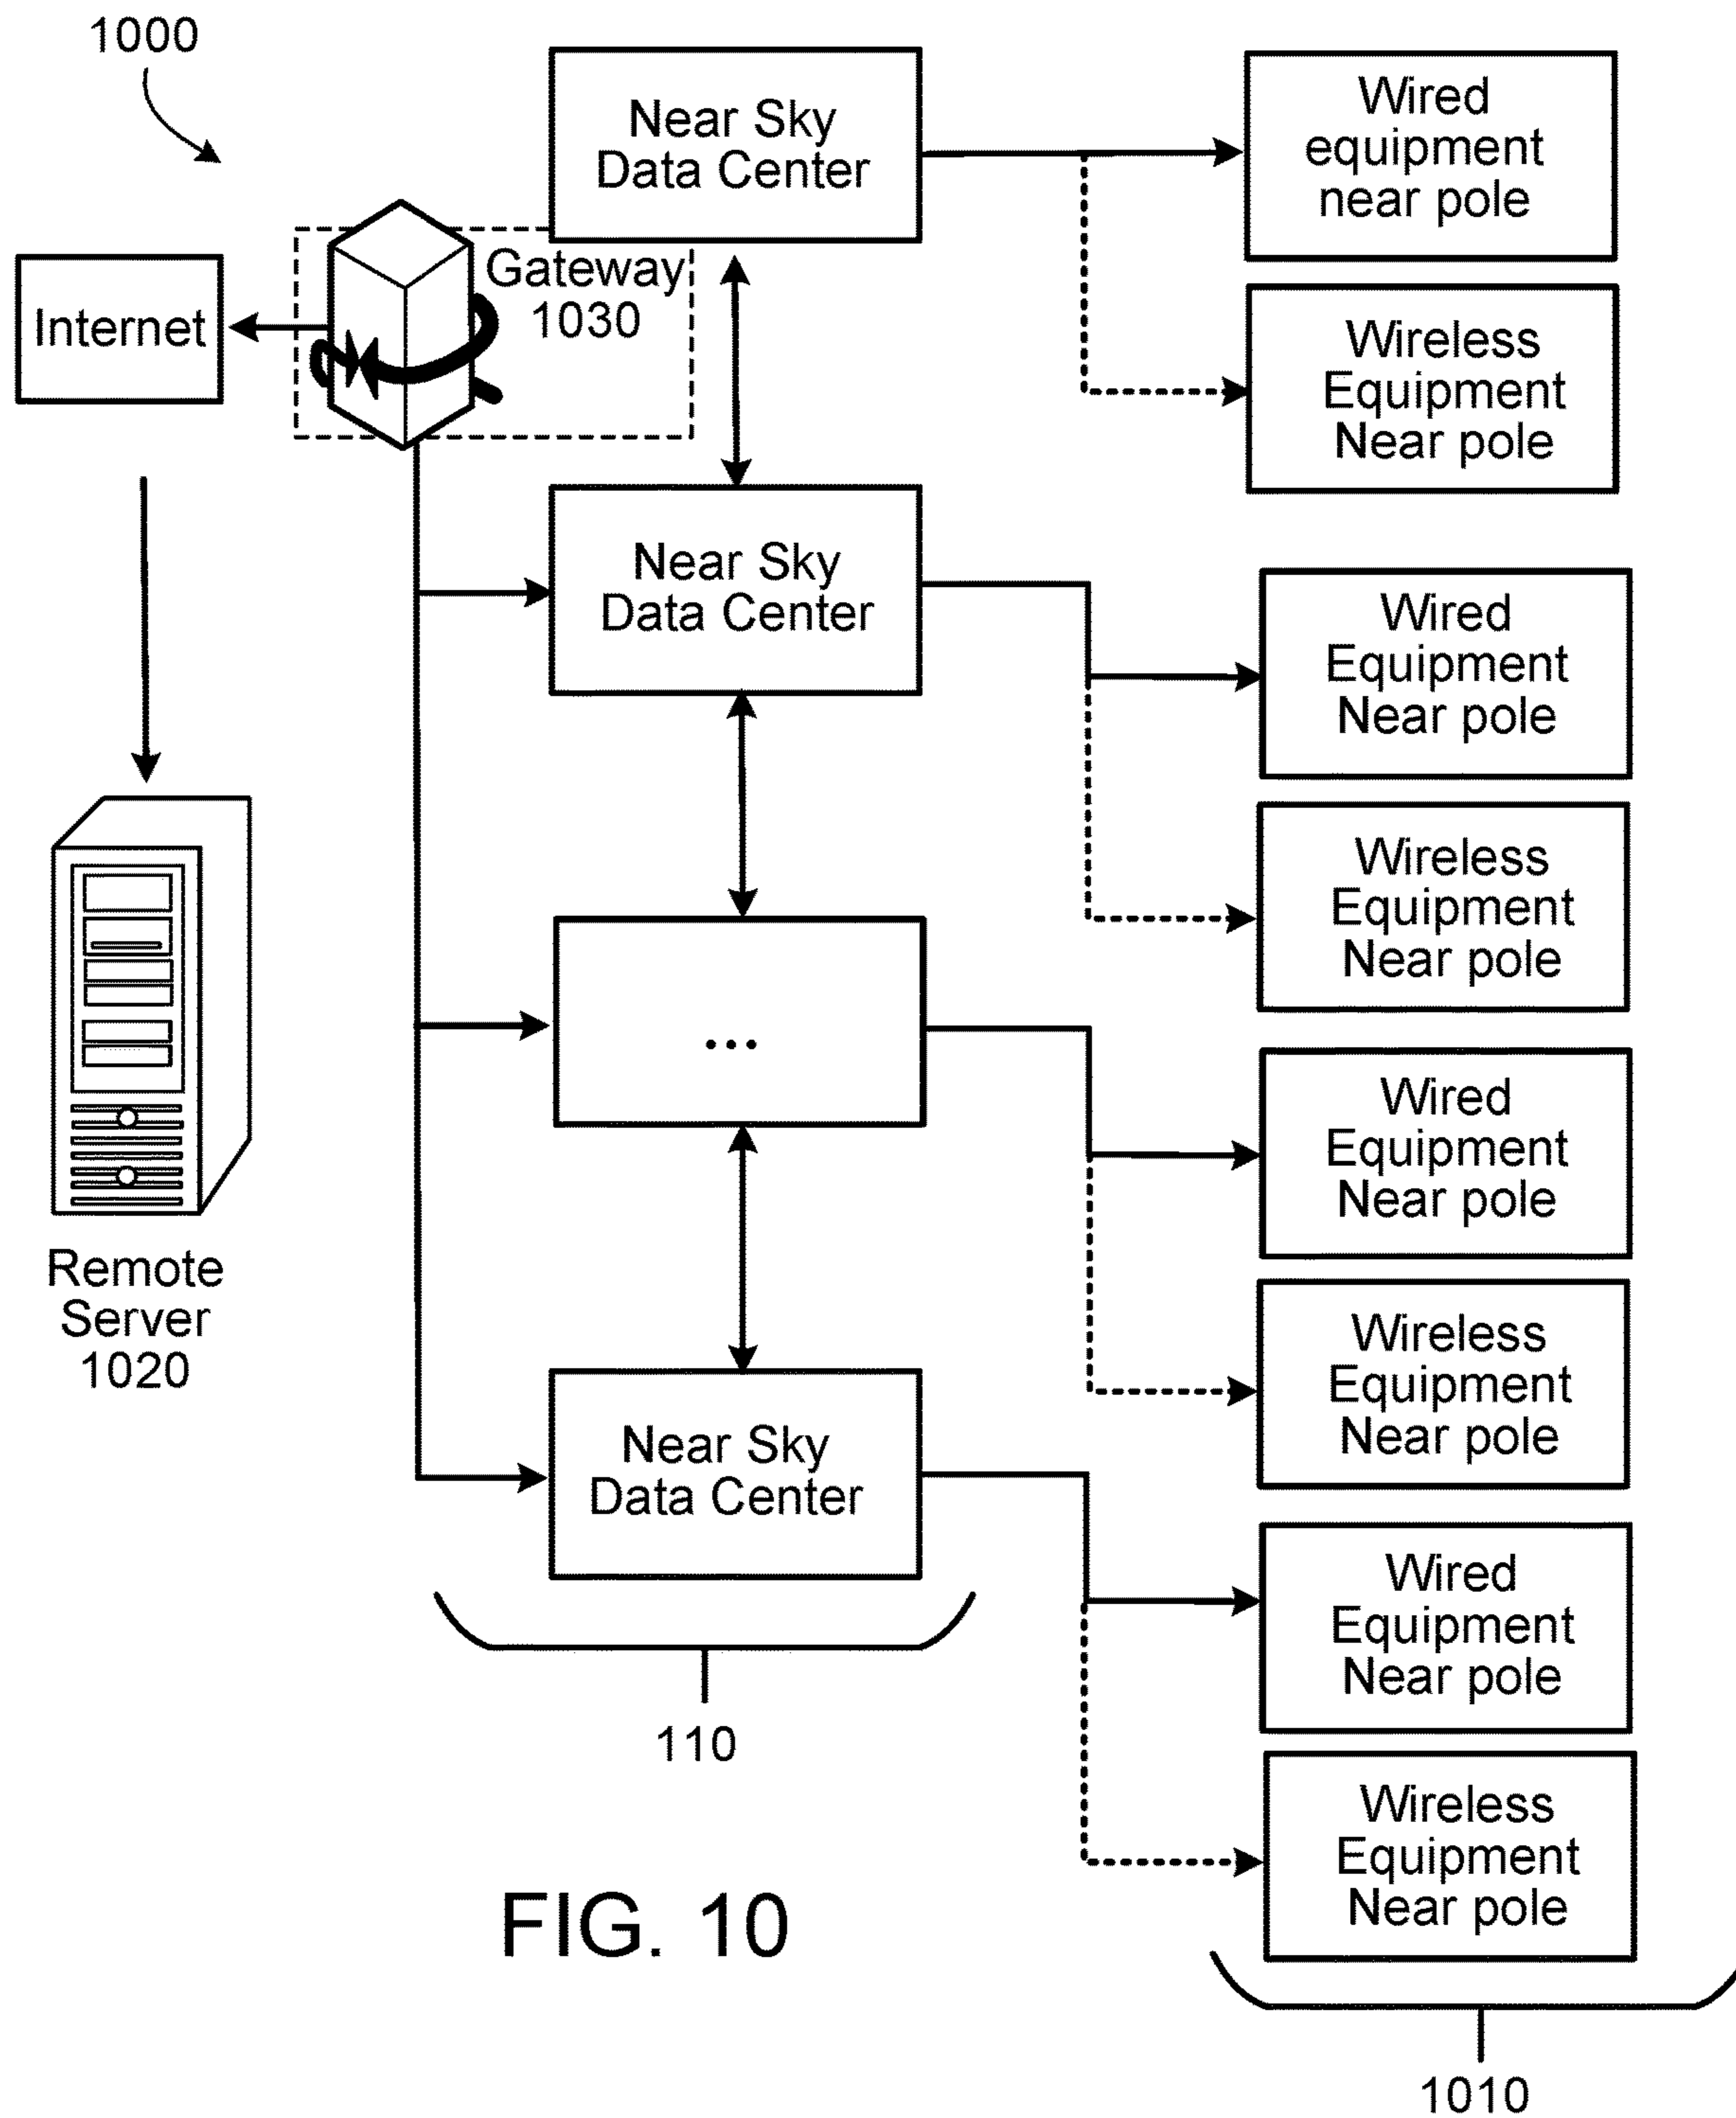 1000
Near Sky
Data Center
Wired
equipment
near pole
Gateway
1030
Internet
Wireless
Equipment
Near pole
Near Sky
Data Center
Wired
Equipment
Near pole
Wireless
Equipment
Near pole
...
Wired
Equipment
Near pole
Remote
Server
1020
Wireless
Equipment
Near pole
Near Sky
Data Center
Wired
Equipment
Near pole
110
Wireless
Equipment
Near pole
FIG. 10
1010